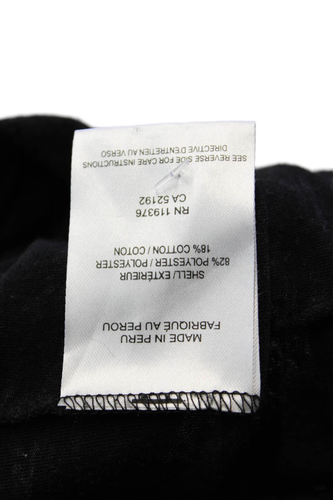 MADE IN PERU
FABRIQUÉ AU PEROU
SHELL / EXTÉRIEUR
82% POLYESTER / POLYESTER
18% COTTON / COTON
RN 119376
CA 52192
SEE REVERSE SIDE FOR CARE INSTRUCTIONS
DIRECTIVE D'ENTRETIEN AU VERSO